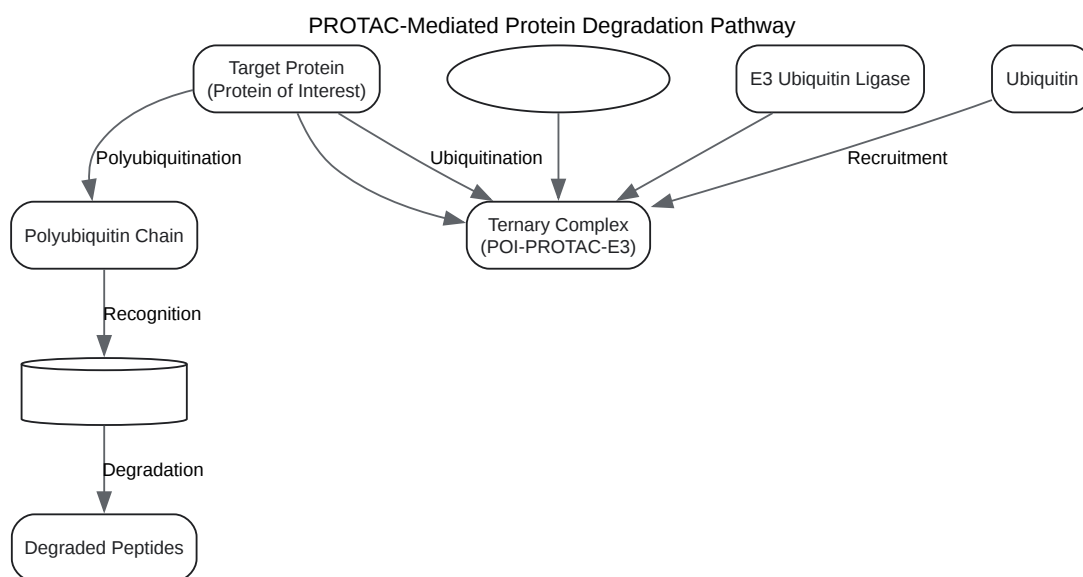 PROTAC-Mediated Protein Degradation Pathway
Target Protein
(Protein of Interest)
E3 Ubiquitin Ligase
Ubiquitin
Polyubiquitination
Ubiquitination
Recruitment
Polyubiquitin Chain
Ternary Complex
(POI-PROTAC-E3)
Recognition
Degradation
Degraded Peptides